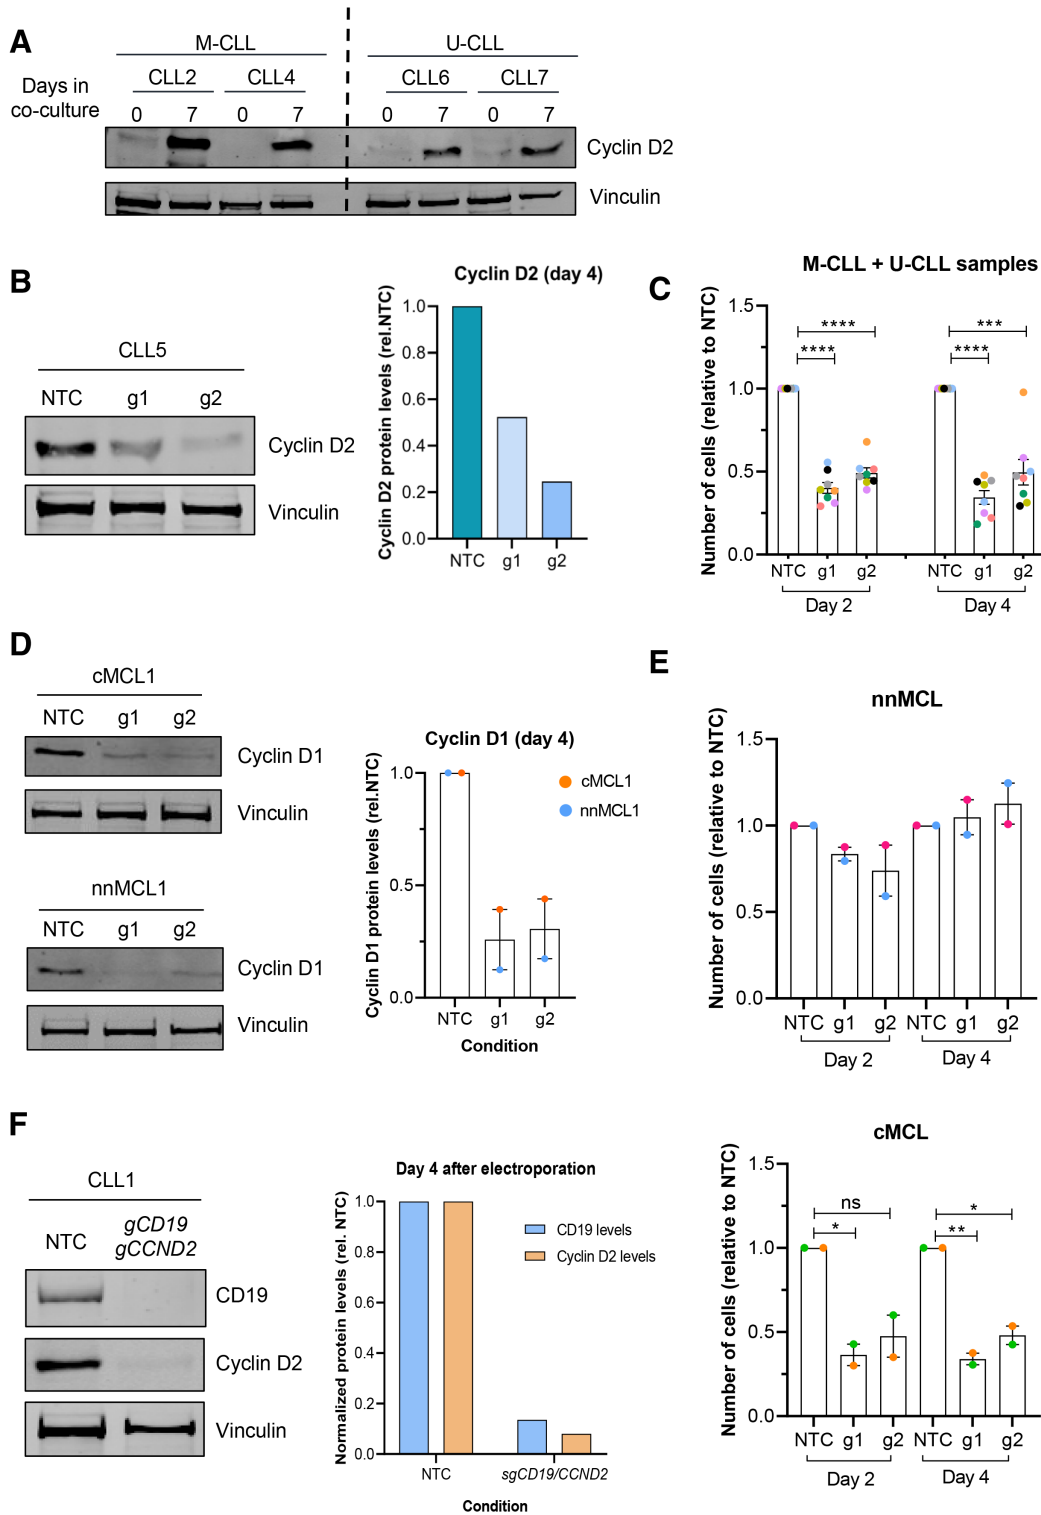 A
M-CLL
U-CLL
Days in
co-culture
CLL2
CLL4
CLL6
CLL7
0
7
0
7
0
7
0
7
Cyclin D2
Vinculin
B
CLL5
NTC
g1
g2
Cyclin D2
Vinculin
Cyclin D2 (day 4)
Cyclin D2 protein levels (rel.NTC)
1.0
0.8
0.6
0.4
0.2
0.0
NTC
g1
g2
C
M-CLL + U-CLL samples
Number of cells (relative to NTC)
1.5
1.0
0.5
0.0
****
****
***
****
NTC
g1
g2
NTC
g1
g2
Day 2
Day 4
D
cMCL1
NTC
g1
g2
Cyclin D1
Vinculin
nnMCL1
NTC
g1
g2
Cyclin D1
Vinculin
Cyclin D1 (day 4)
Cyclin D1 protein levels (rel.NTC)
1.0
0.5
0.0
cMCL1
nnMCL1
NTC
g1
g2
Condition
E
nnMCL
Number of cells (relative to NTC)
1.5
1.0
0.5
0.0
NTC
g1
g2
NTC
g1
g2
Day 2
Day 4
cMCL
Number of cells (relative to NTC)
1.5
1.0
0.5
0.0
ns
*
*
**
NTC
g1
g2
NTC
g1
g2
Day 2
Day 4
F
CLL1
NTC
gCD19
gCCND2
CD19
Cyclin D2
Vinculin
Day 4 after electroporation
Normalized protein levels (rel. NTC)
1.0
0.8
0.6
0.4
0.2
0.0
CD19 levels
Cyclin D2 levels
NTC
sgCD19/CCND2
Condition